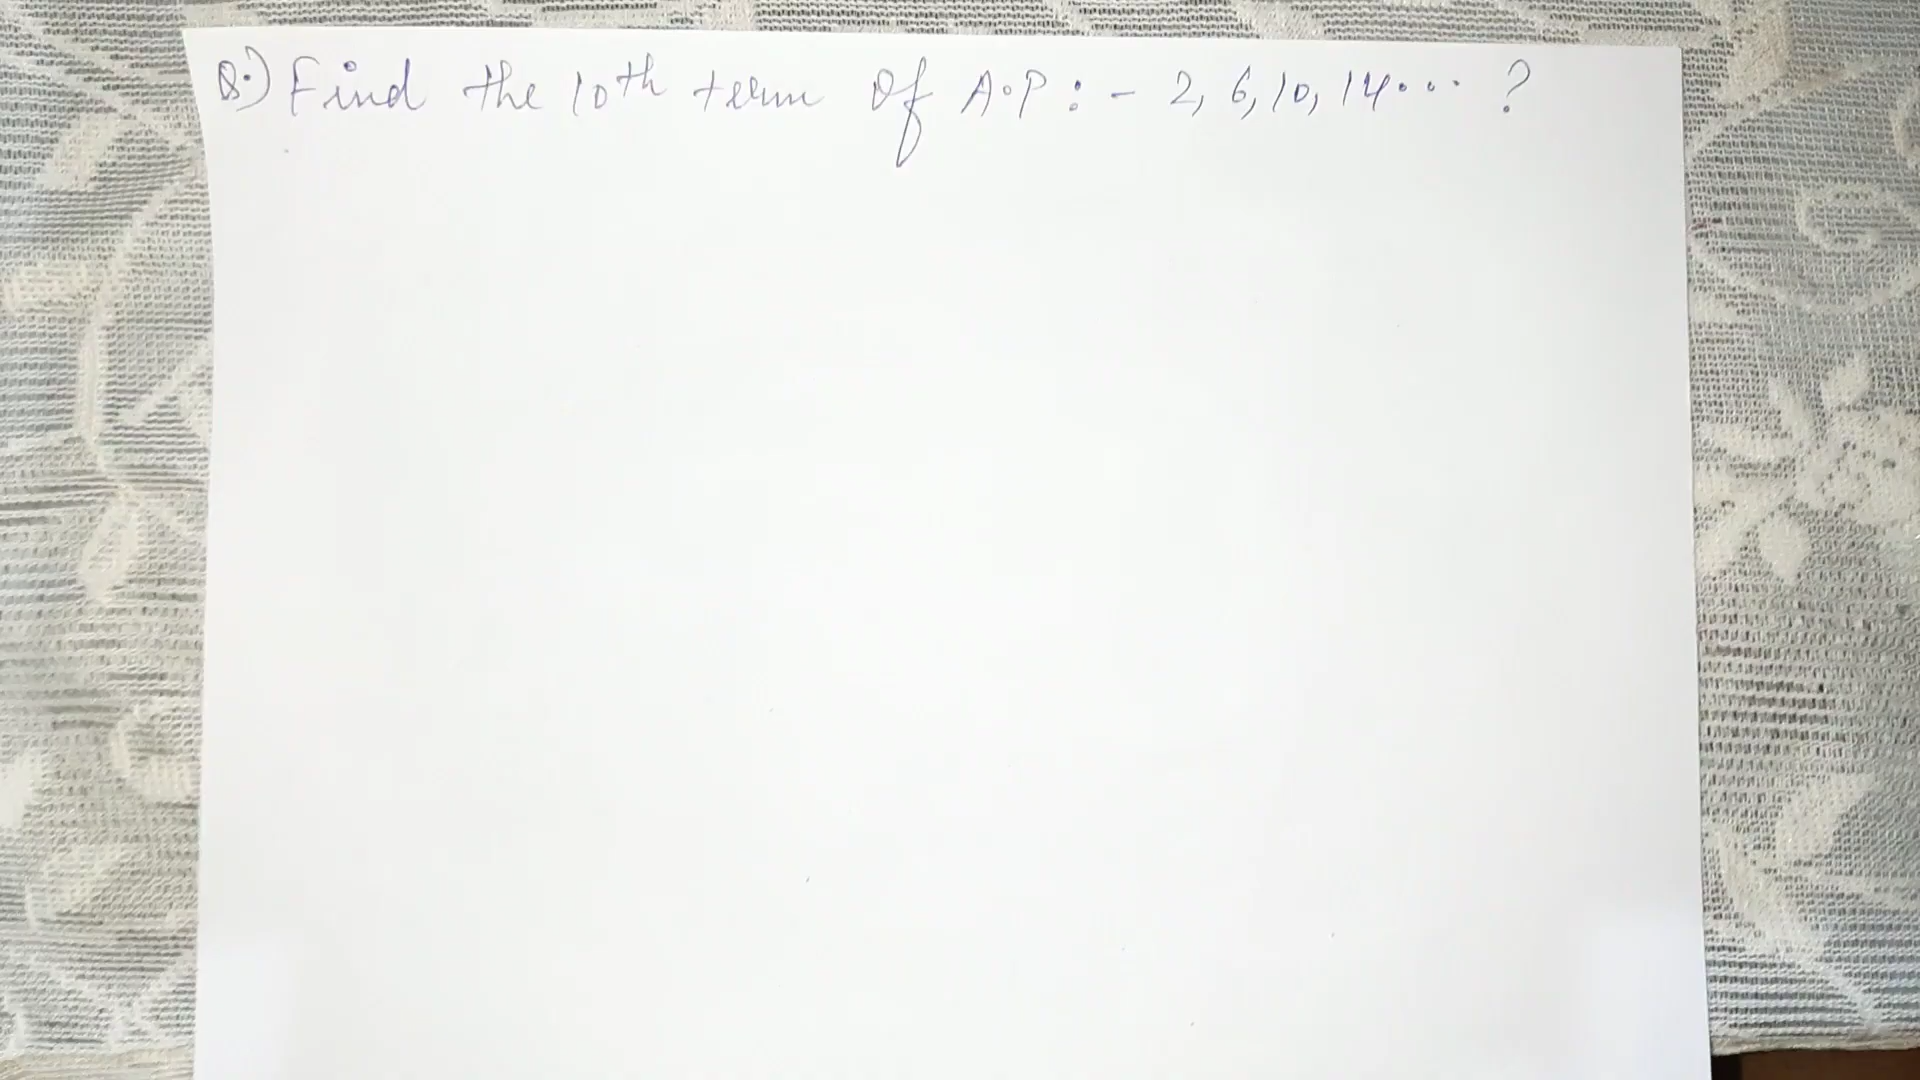 Q.) Find the 10th term of A.P : - 2, 6, 10, 14... ?